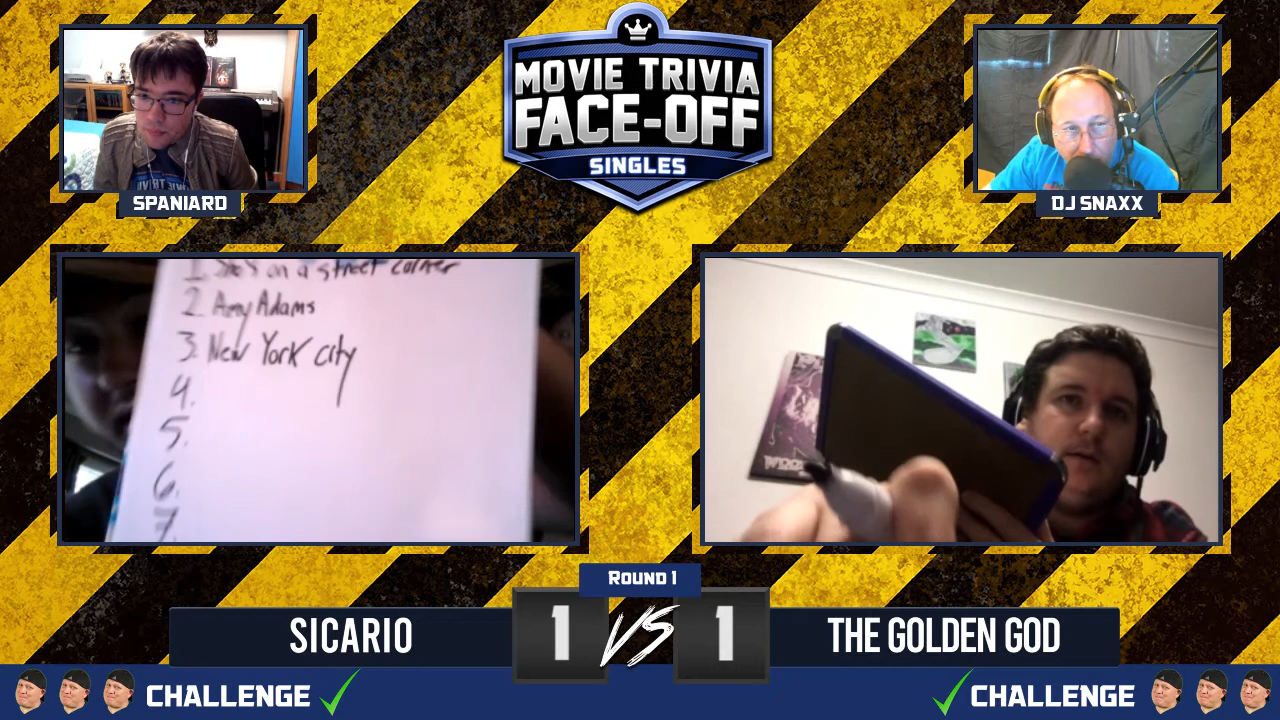 MOVIE TRIVIA
FACE-OFF
SINGLES
SPANIARD
DJ SNAXX
1. on a street corner
2. Amy Adams
3. New York city
4.
5.
6.
7.
ROUND 1
SICARIO
1
VS
1
THE GOLDEN GOD
CHALLENGE
CHALLENGE